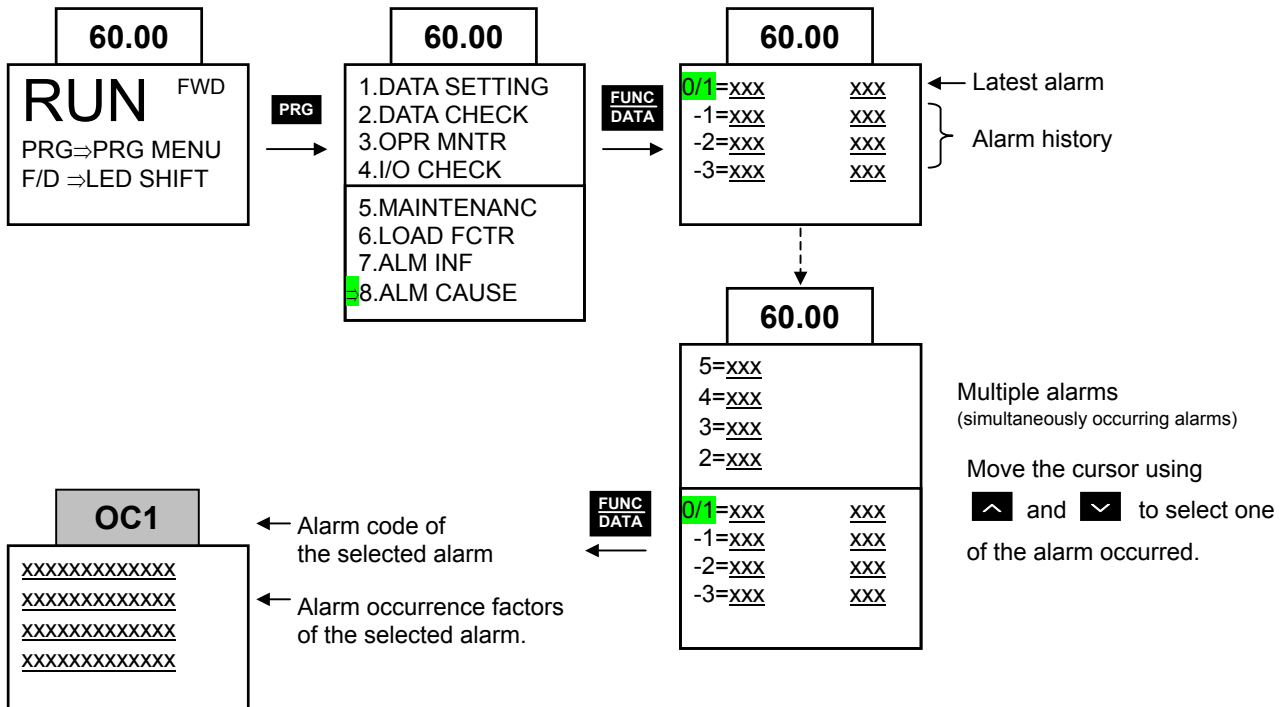 60.00
RUN FWD
PRG⇒PRG MENU
F/D ⇒LED SHIFT
PRG
60.00
1.DATA SETTING
2.DATA CHECK
3.OPR MNTR
4.I/O CHECK
5.MAINTENANC
6.LOAD FCTR
7.ALM INF
⇒8.ALM CAUSE
FUNC
DATA
60.00
0/1=xxx xxx
-1=xxx xxx
-2=xxx xxx
-3=xxx xxx
Latest alarm
Alarm history
60.00
5=xxx
4=xxx
3=xxx
2=xxx
0/1=xxx xxx
-1=xxx xxx
-2=xxx xxx
-3=xxx xxx
Multiple alarms
(simultaneously occurring alarms)
Move the cursor using
and to select one
of the alarm occurred.
FUNC
DATA
OC1
xxxxxxxxxxxxx
xxxxxxxxxxxxx
xxxxxxxxxxxxx
xxxxxxxxxxxxx
Alarm code of
the selected alarm
Alarm occurrence factors
of the selected alarm.